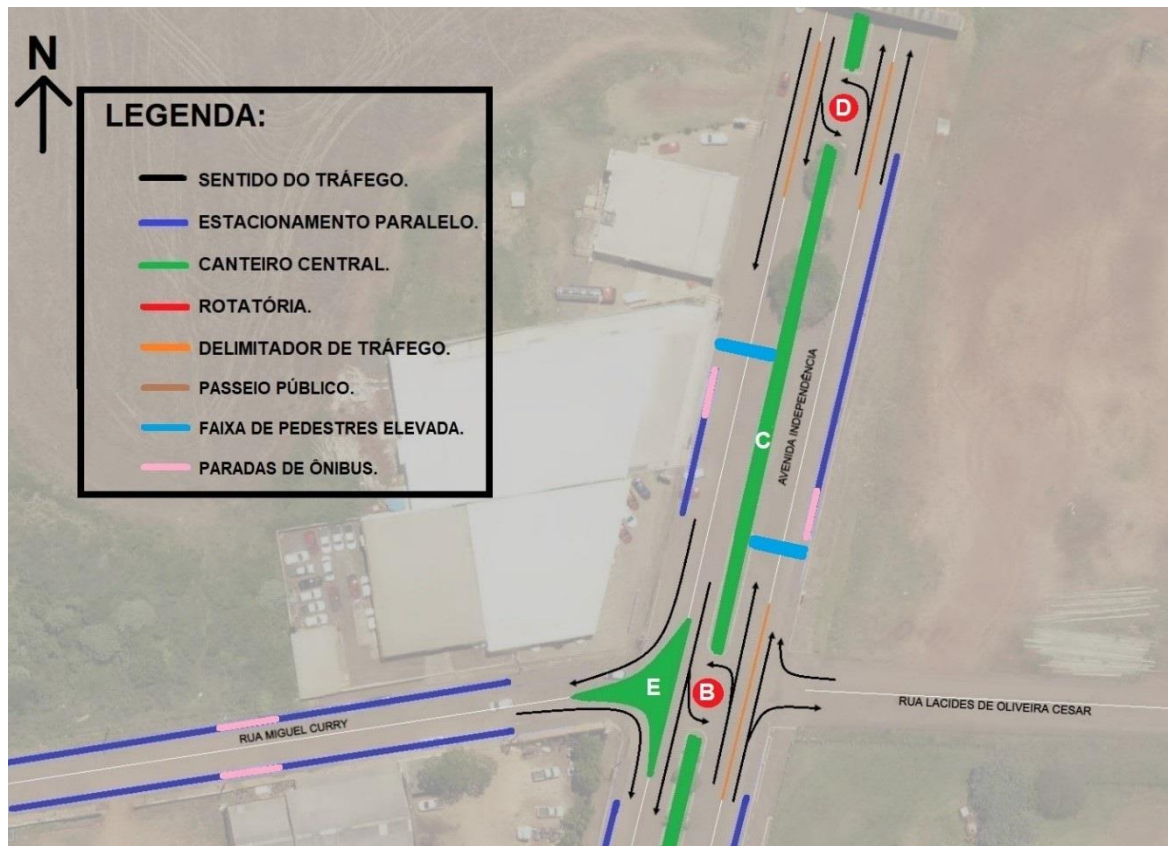 N
LEGENDA:
SENTIDO DO TRÁFEGO.
ESTACIONAMENTO PARALELO.
CANTEIRO CENTRAL.
ROTATÓRIA.
DELIMITADOR DE TRÁFEGO.
PASSEIO PÚBLICO.
FAIXA DE PEDESTRES ELEVADA.
PARADAS DE ÔNIBUS.
D
AVENIDA INDEPENDÊNCIA
C
E
B
RUA LACIDES DE OLIVEIRA CESAR
RUA MIGUEL CURRY